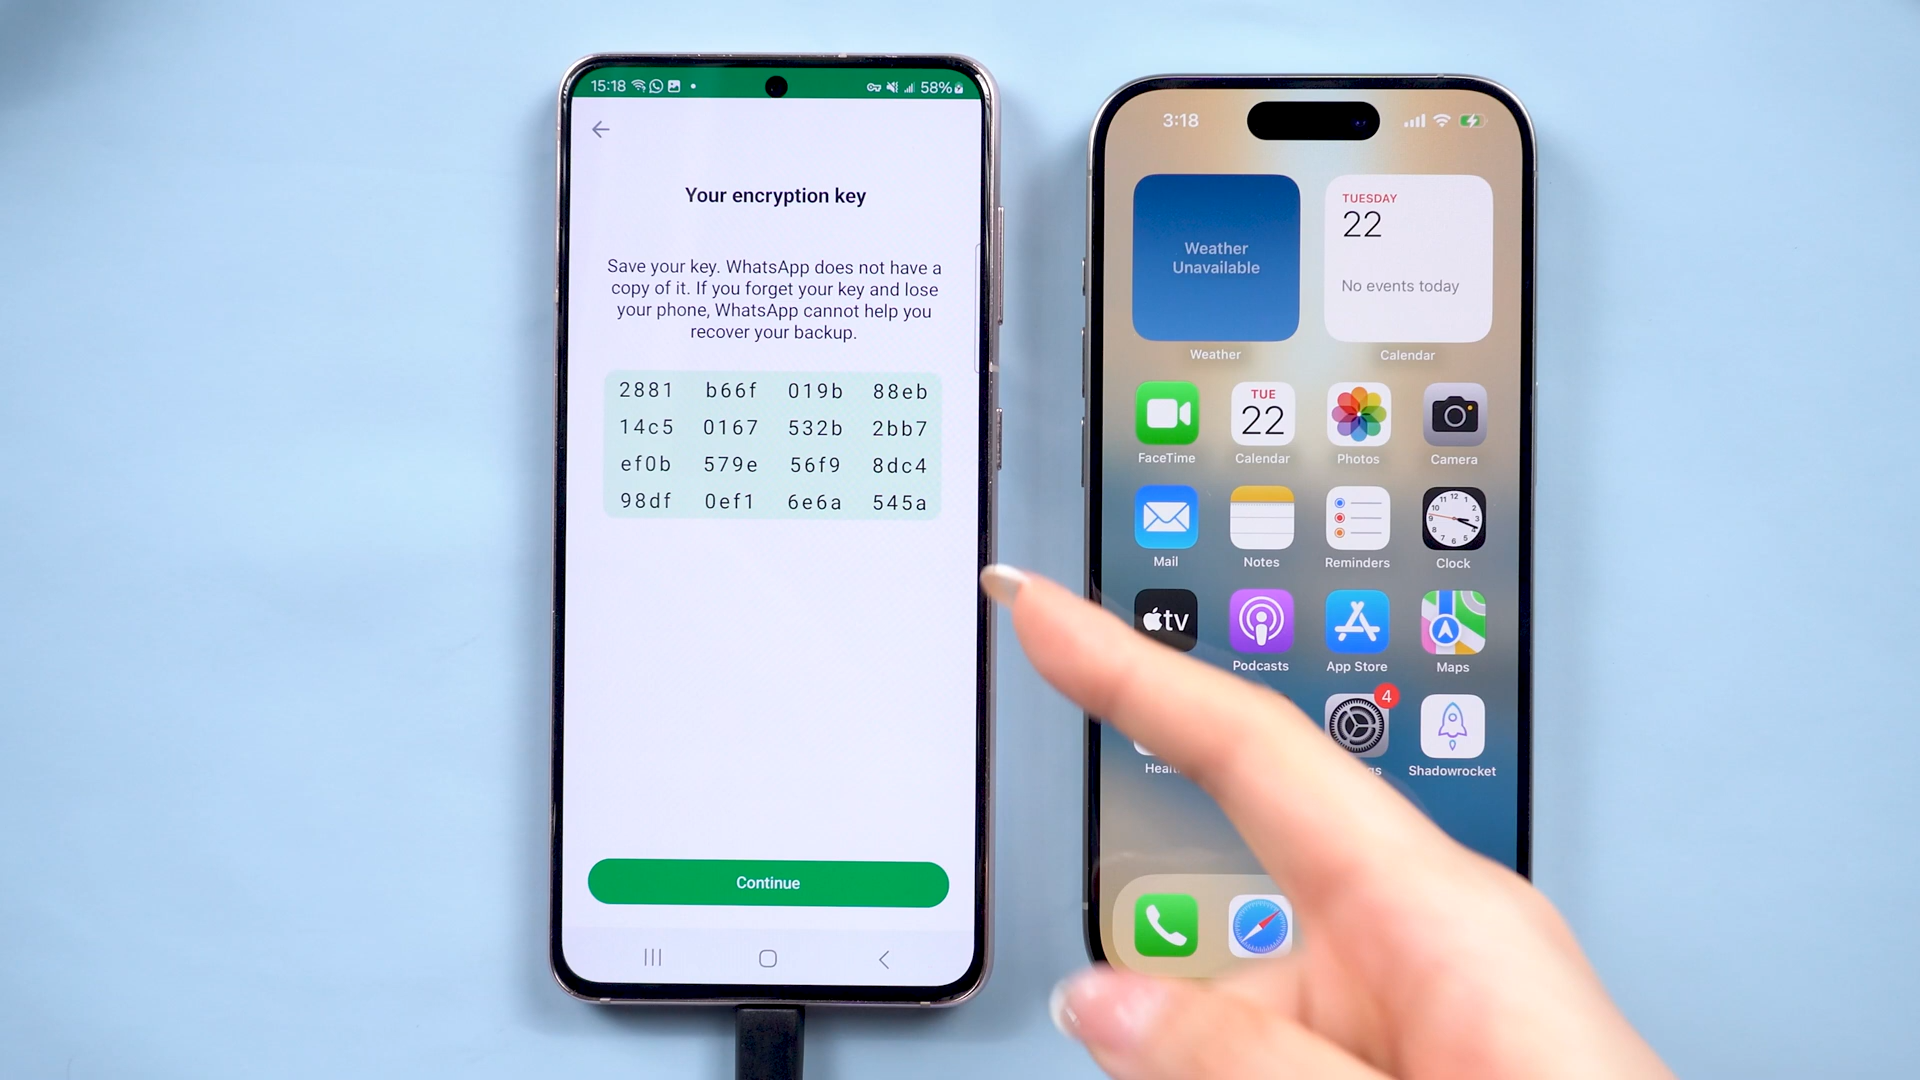 15:18
58%
Your encryption key
Save your key. WhatsApp does not have a
copy of it. If you forget your key and lose
your phone, WhatsApp cannot help you
recover your backup.
2881 b66f 019b 88eb
14c5 0167 532b 2bb7
ef0b 579e 56f9 8dc4
98df 0ef1 6e6a 545a
Continue
3:18
Weather
Unavailable
Weather
TUESDAY
22
No events today
Calendar
FaceTime
TUE
22
Calendar
Photos
Camera
Mail
Notes
Reminders
Clock
tv
Podcasts
App Store
Maps
4
Shadowrocket